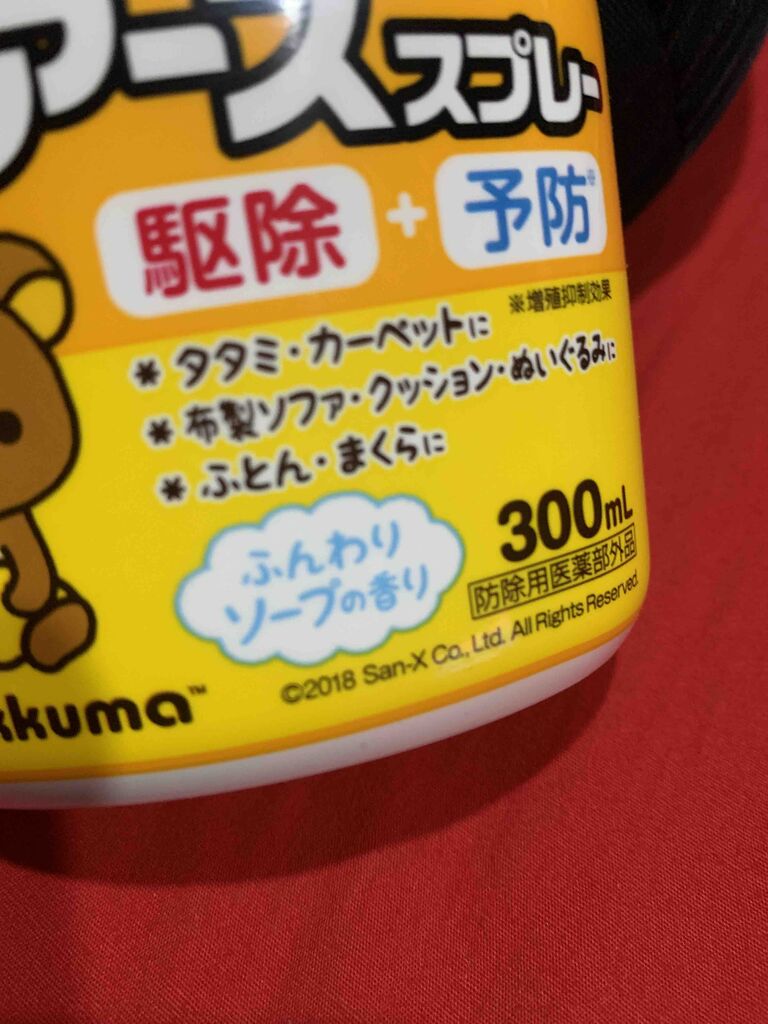 アース スプレー
駆除 + 予防※
※増殖抑制効果
* タタミ・カーペットに
* 布製ソファ・クッション・ぬいぐるみに
* ふとん・まくらに
ふんわり
ソープの香り
300mL
防除用医薬部外品
©2018 San-X Co., Ltd. All Rights Reserved.
kkuma™